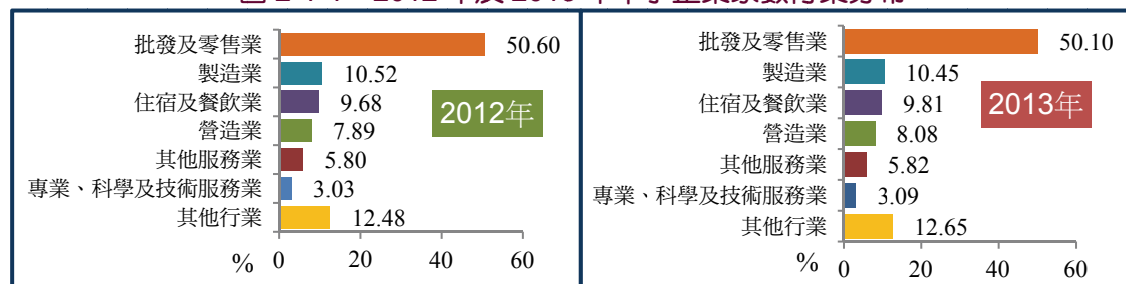 批發及零售業 50.60
製造業 10.52
住宿及餐飲業 9.68
營造業 7.89
其他服務業 5.80
專業、科學及技術服務業 3.03
其他行業 12.48
% 0 20 40 60
2012年
批發及零售業 50.10
製造業 10.45
住宿及餐飲業 9.81
營造業 8.08
其他服務業 5.82
專業、科學及技術服務業 3.09
其他行業 12.65
% 0 20 40 60
2013年